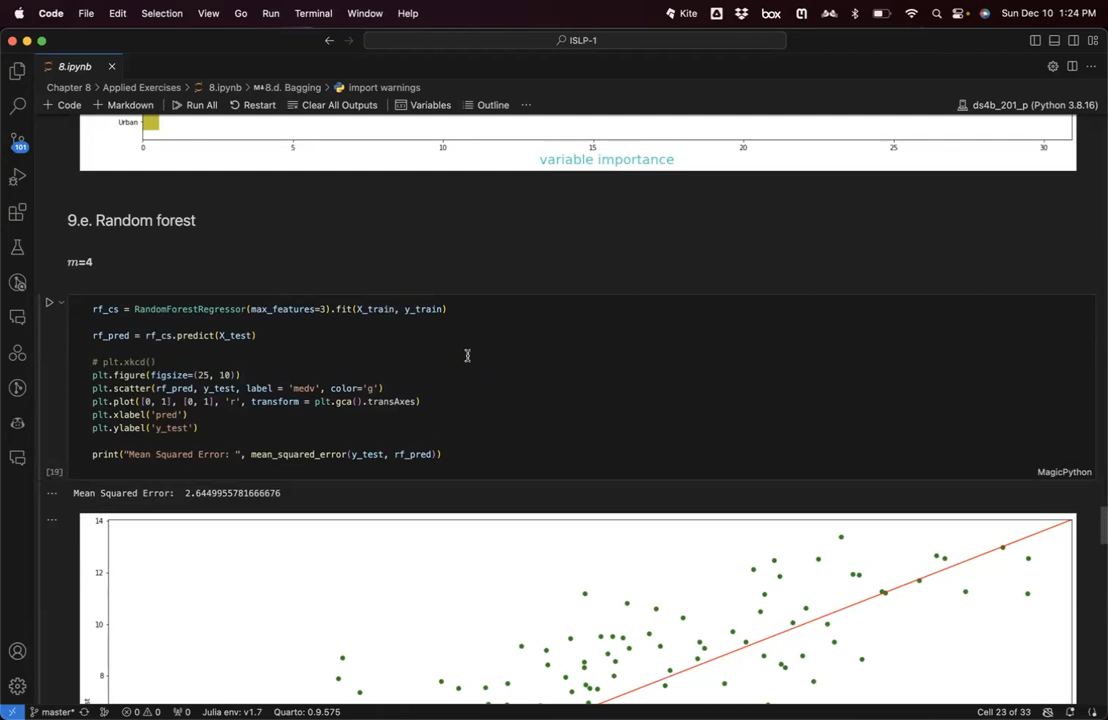 Code File Edit Selection View Go Run Terminal Window Help Kite box Sun Dec 10 1:24 PM
ISLP-1
8.ipynb
Chapter 8 > Applied Exercises > 8.ipynb > M↓8.d. Bagging > import warnings
+ Code + Markdown Run All Restart Clear All Outputs Variables Outline ... ds4b_201_p (Python 3.8.16)
Urban
0 5 10 15 20 25 30
variable importance
101
9.e. Random forest
m=4
rf_cs = RandomForestRegressor(max_features=3).fit(X_train, y_train)
rf_pred = rf_cs.predict(X_test)
# plt.xkcd()
plt.figure(figsize=(25, 10))
plt.scatter(rf_pred, y_test, label = 'medv', color='g')
plt.plot([0, 1], [0, 1], 'r', transform = plt.gca().transAxes)
plt.xlabel('pred')
plt.ylabel('y_test')
print("Mean Squared Error: ", mean_squared_error(y_test, rf_pred))
[19] MagicPython
... Mean Squared Error: 2.6449955781666676
...
14
12
10
8
master* 0 0 0 Julia env: v1.7 Quarto: 0.9.575 Cell 23 of 33